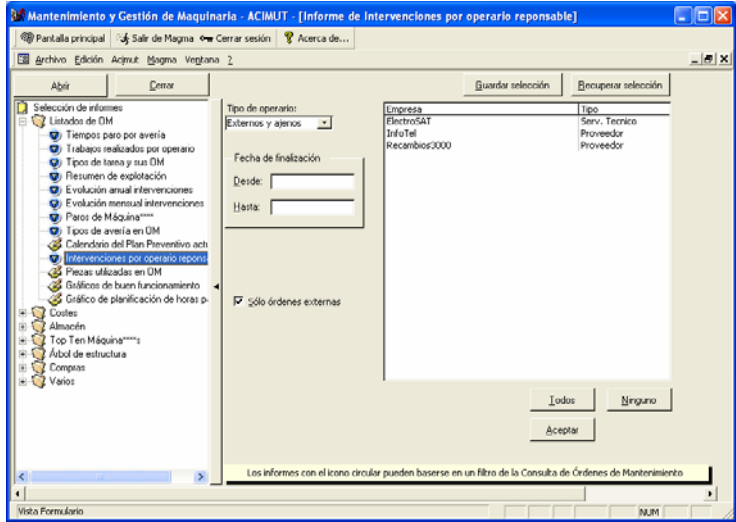 Mantenimiento y Gestión de Maquinaria - ACIMUT - [Informe de Intervenciones por operario reponsable]
Pantalla principal Salir de Magma Cerrar sesión Acerca de...
Archivo Edición Acimut Magma Ventana ?
Abrir Cerrar Guardar selección Recuperar selección
Selección de informes
Listados de OM
Tiempos paro por avería
Trabajos realizados por operario
Tipos de tarea y sus OM
Resumen de explotación
Evolución anual intervenciones
Evolución mensual intervenciones
Paros de Máquina****
Tipos de avería en OM
Calendario del Plan Preventivo actu
Intervenciones por operario repons
Piezas utilizadas en OM
Gráficos de buen funcionamiento
Gráfico de planificación de horas p
Costes
Almacén
Top Ten Máquina****s
Árbol de estructura
Compras
Varios
Tipo de operario:
Externos y ajenos
Fecha de finalización
Desde:
Hasta:
Sólo órdenes externas
Empresa Tipo
ElectroSAT Serv. Tecnico
InfoTel Proveedor
Recambios3000 Proveedor
Todos Ninguno
Aceptar
Los informes con el icono circular pueden baserse en un filtro de la Consulta de Órdenes de Mantenimiento
Vista Formulario NUM